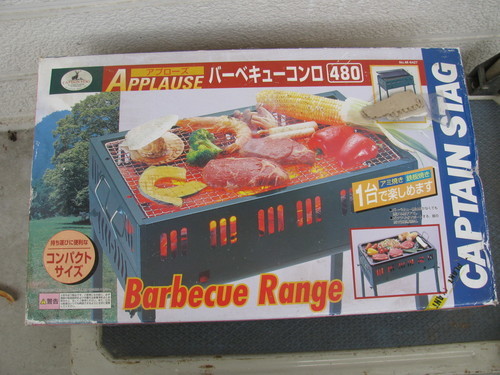 アプローズ
APPLAUSE バーベキューコンロ 480
CAPTAIN STAG
アミ焼き 鉄板焼き
1台で楽しめます
持ち運びに便利な
コンパクト
サイズ
Barbecue Range
警告